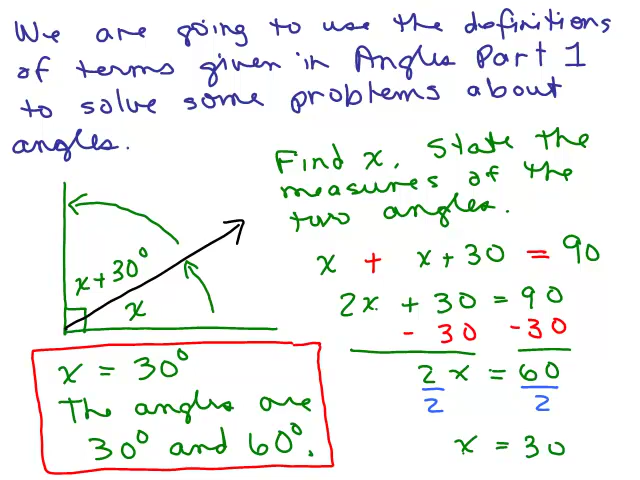 We are going to use the definitions
of terms given in Angles Part 1
to solve some problems about
angles.
Find x. State the
measures of the
two angles.
x + 30°
x
x + x + 30 = 90
2x + 30 = 90
- 30 -30
2x = 60
2 2
x = 30
x = 30°
The angles are
30° and 60°.